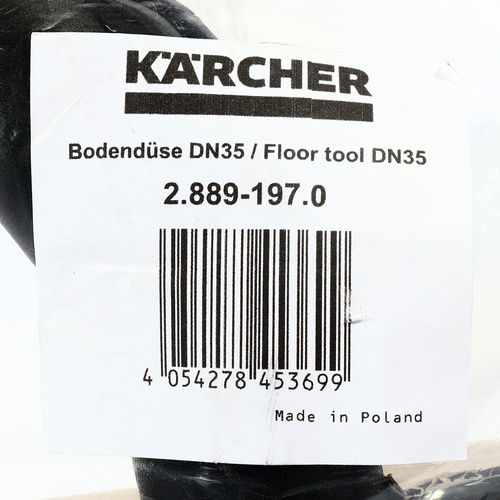 KÄRCHER
Bodendüse DN35 / Floor tool DN35
2.889-197.0
4 054278 453699
Made in Poland